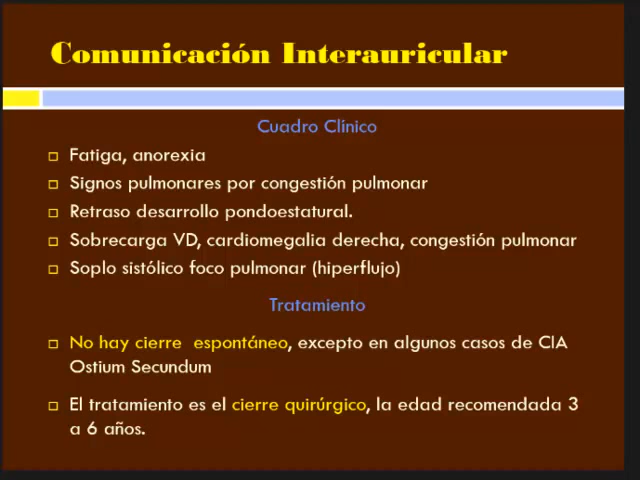 Comunicación Interauricular
Cuadro Clínico
Fatiga, anorexia
Signos pulmonares por congestión pulmonar
Retraso desarrollo pondoestatural.
Sobrecarga VD, cardiomegalia derecha, congestión pulmonar
Soplo sistólico foco pulmonar (hiperflujo)
Tratamiento
No hay cierre espontáneo, excepto en algunos casos de CIA
Ostium Secundum
El tratamiento es el cierre quirúrgico, la edad recomendada 3
a 6 años.